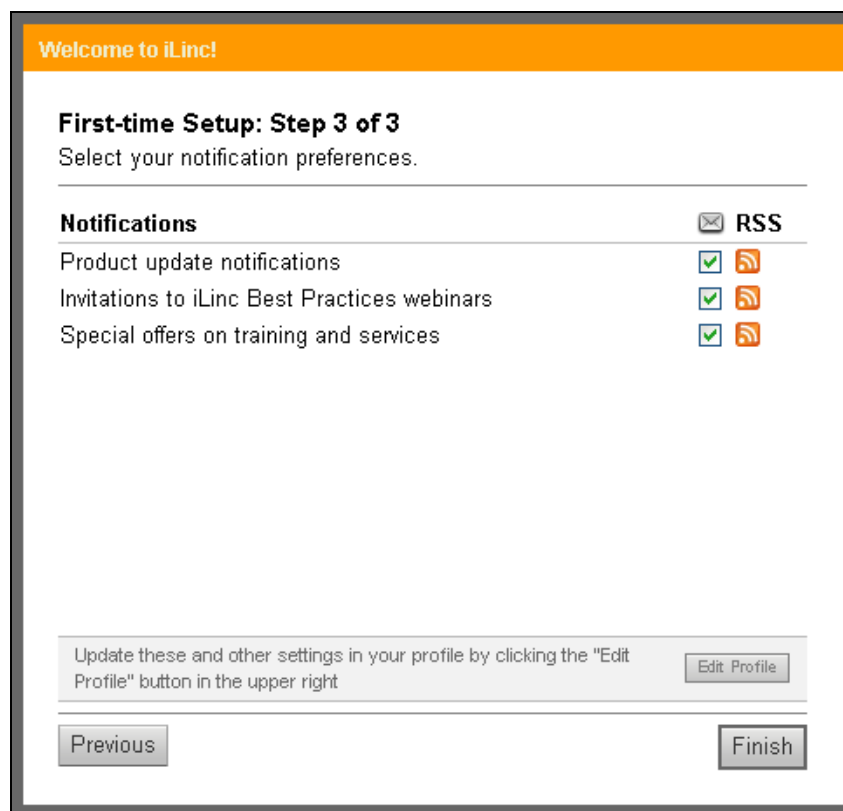 Welcome to iLinc!
First-time Setup: Step 3 of 3
Select your notification preferences.
Notifications RSS
Product update notifications
Invitations to iLinc Best Practices webinars
Special offers on training and services
Update these and other settings in your profile by clicking the "Edit
Profile" button in the upper right
Edit Profile
Previous
Finish